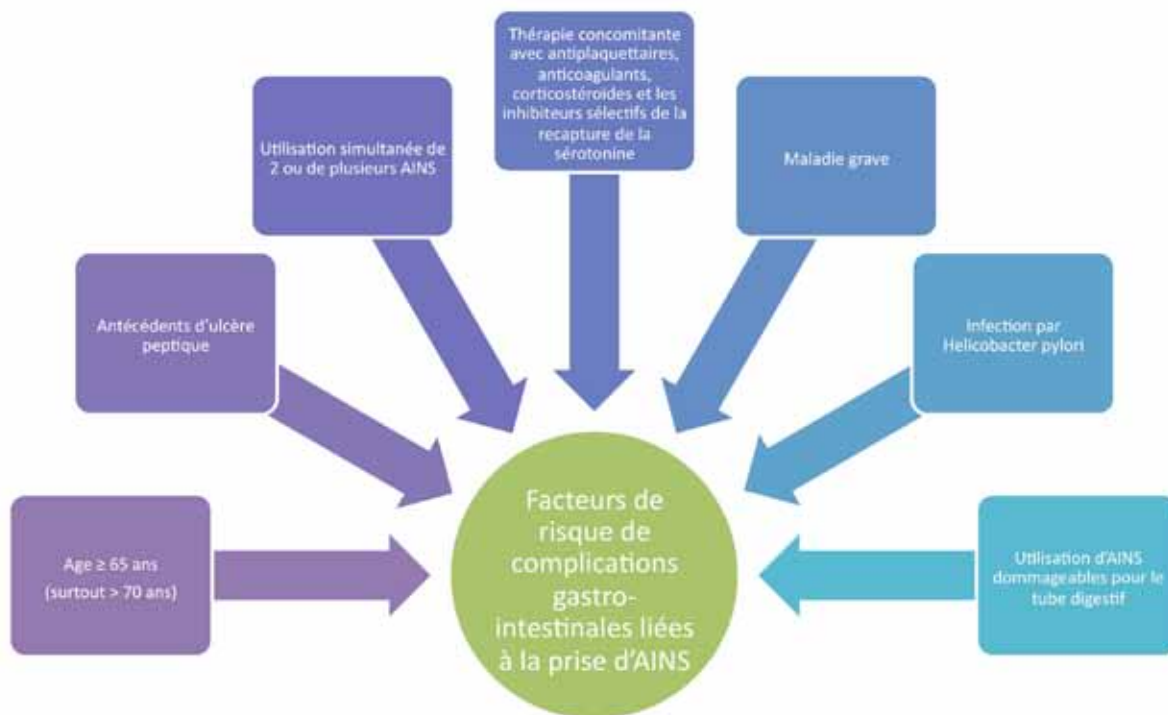 Thérapie concomitante
avec antiplaquettaires,
anticoagulants,
corticostéroïdes et les
inhibiteurs sélectifs de la
recapture de la
sérotonine
Utilisation simultanée de
2 ou de plusieurs AINS
Maladie grave
Antécédents d'ulcère
peptique
Infection par
Helicobacter pylori
Age ≥ 65 ans
(surtout > 70 ans)
Utilisation d'AINS
dommageables pour le
tube digestif
Facteurs de
risque de
complications
gastro-
intestinales liées
à la prise d'AINS